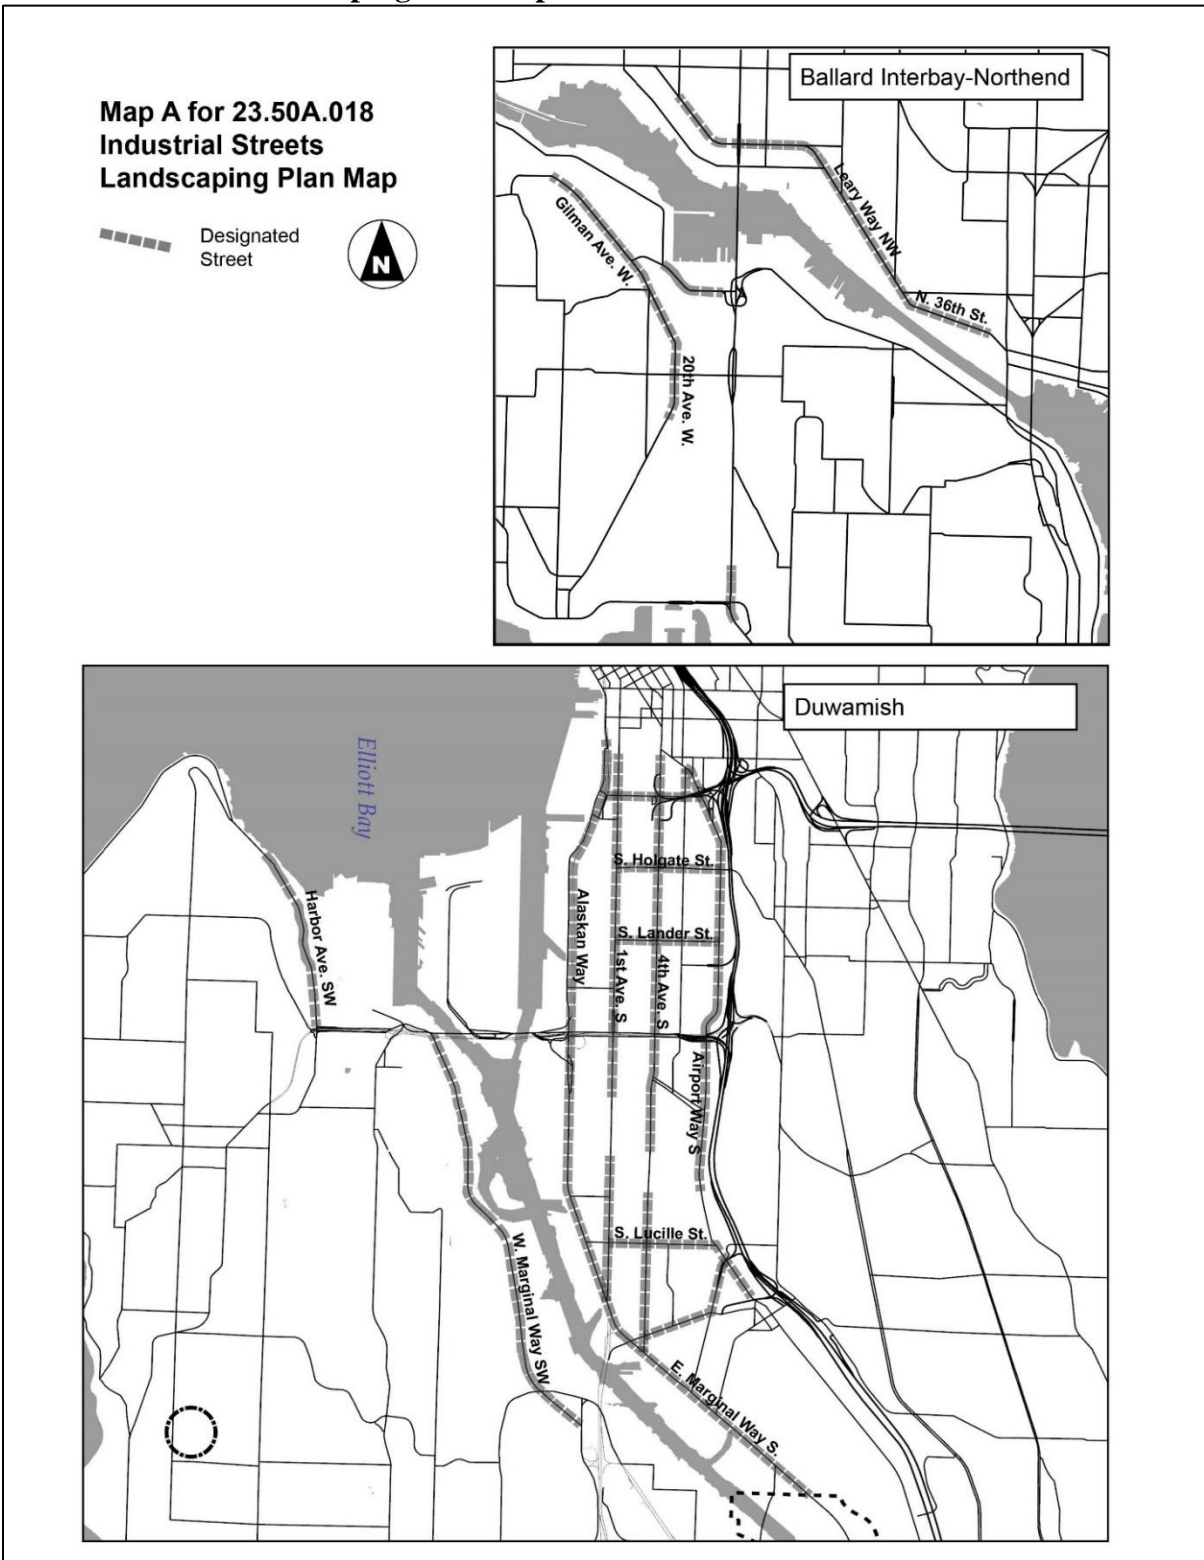 Map A for 23.50A.018
Industrial Streets
Landscaping Plan Map
Designated
Street
N
Ballard Interbay-Northend
Leary Way NW
Gilman Ave. W.
N. 36th St.
20th Ave. W.
Duwamish
Elliott Bay
S. Holgate St.
Harbor Ave. SW
Alaskan Way
S. Lander St.
1st Ave. S
4th Ave. S
Airport Way S
S. Lucille St.
W. Marginal Way SW
E. Marginal Way S.